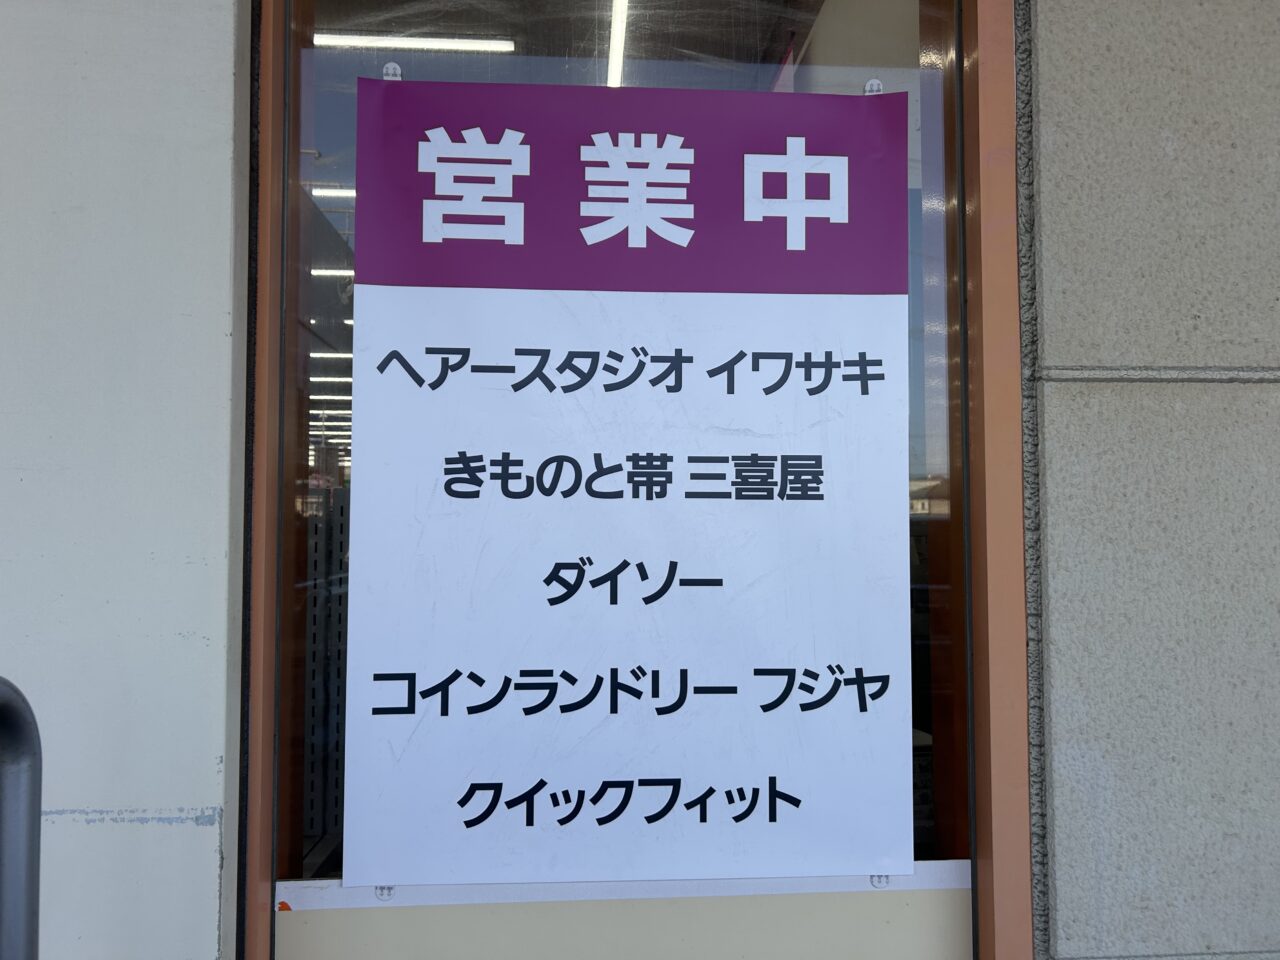 営業中
ヘアースタジオ イワサキ
きものと帯 三喜屋
ダイソー
コインランドリー フジヤ
クイックフィット